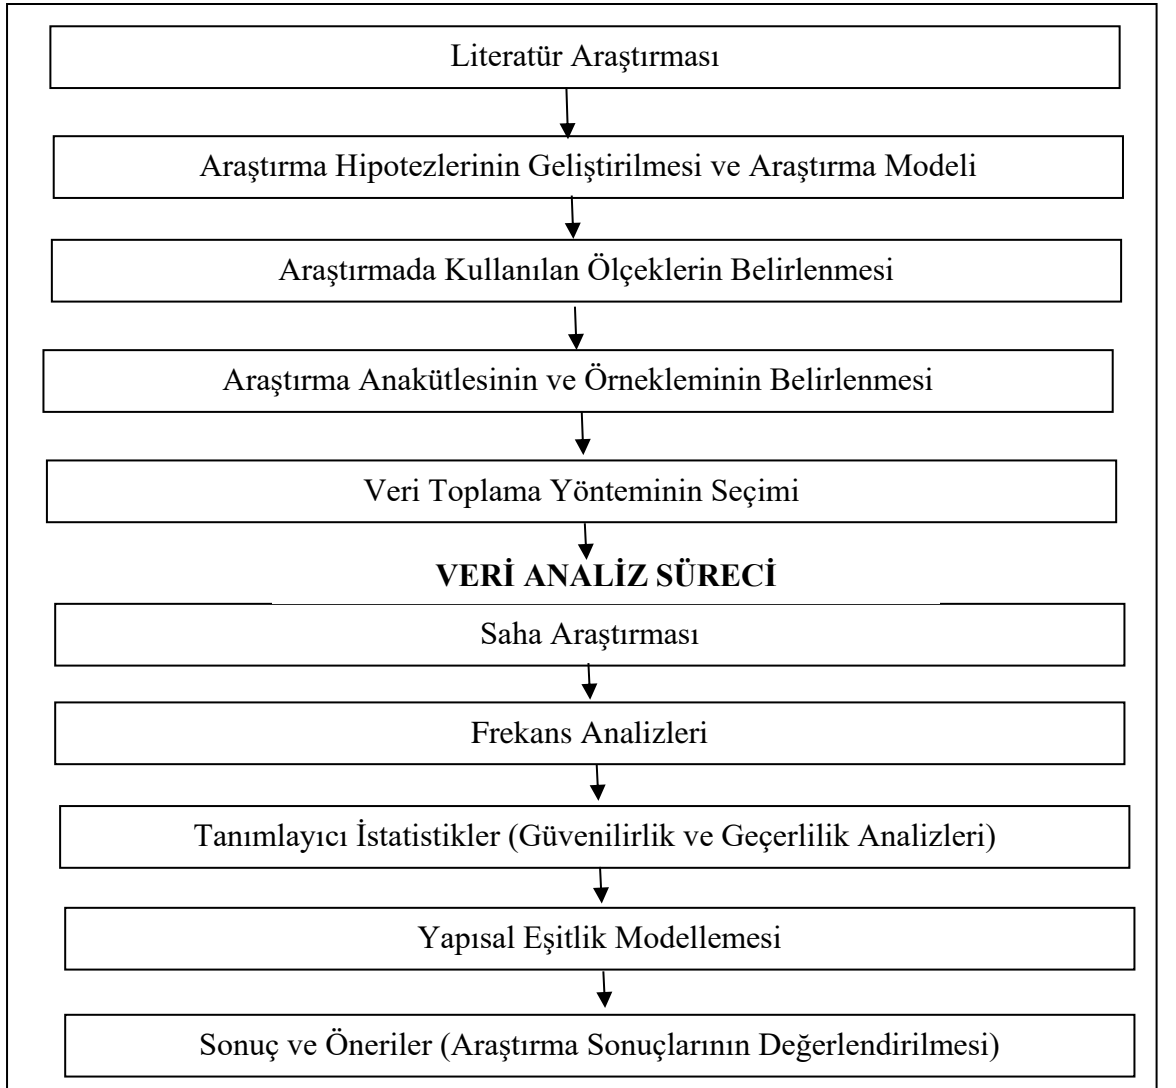 Literatür Araştırması
Araştırma Hipotezlerinin Geliştirilmesi ve Araştırma Modeli
Araştırmada Kullanılan Ölçeklerin Belirlenmesi
Araştırma Anakütlesinin ve Örnekleminin Belirlenmesi
Veri Toplama Yönteminin Seçimi
VERİ ANALİZ SÜRECİ
Saha Araştırması
Frekans Analizleri
Tanımlayıcı İstatistikler (Güvenilirlik ve Geçerlilik Analizleri)
Yapısal Eşitlik Modellemesi
Sonuç ve Öneriler (Araştırma Sonuçlarının Değerlendirilmesi)